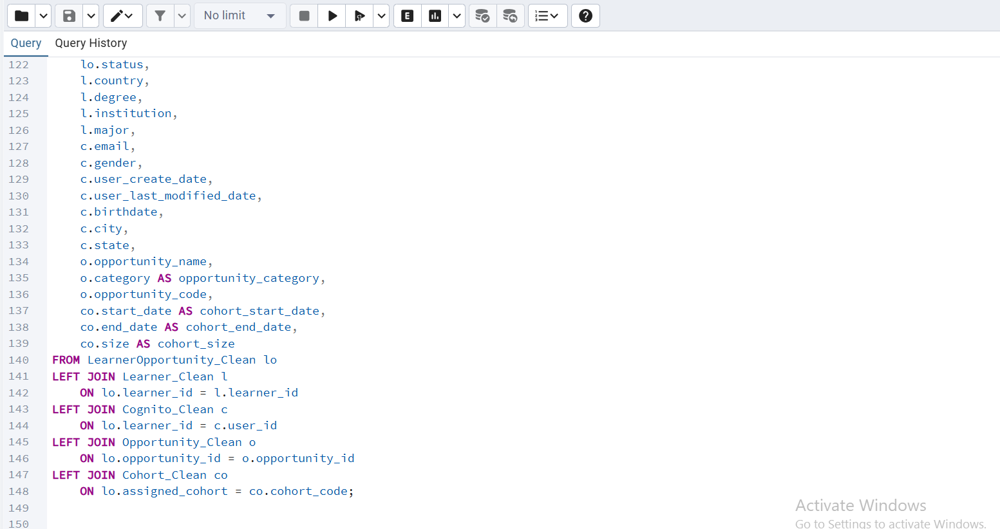 No limit
E
Query Query History
122 lo.status,
123 l.country,
124 l.degree,
125 l.institution,
126 l.major,
127 c.email,
128 c.gender,
129 c.user_create_date,
130 c.user_last_modified_date,
131 c.birthdate,
132 c.city,
133 c.state,
134 o.opportunity_name,
135 o.category AS opportunity_category,
136 o.opportunity_code,
137 co.start_date AS cohort_start_date,
138 co.end_date AS cohort_end_date,
139 co.size AS cohort_size
140 FROM LearnerOpportunity_Clean lo
141 LEFT JOIN Learner_Clean l
142 ON lo.learner_id = l.learner_id
143 LEFT JOIN Cognito_Clean c
144 ON lo.learner_id = c.user_id
145 LEFT JOIN Opportunity_Clean o
146 ON lo.opportunity_id = o.opportunity_id
147 LEFT JOIN Cohort_Clean co
148 ON lo.assigned_cohort = co.cohort_code;
149
150
Activate Windows
Go to Settings to activate Windows.